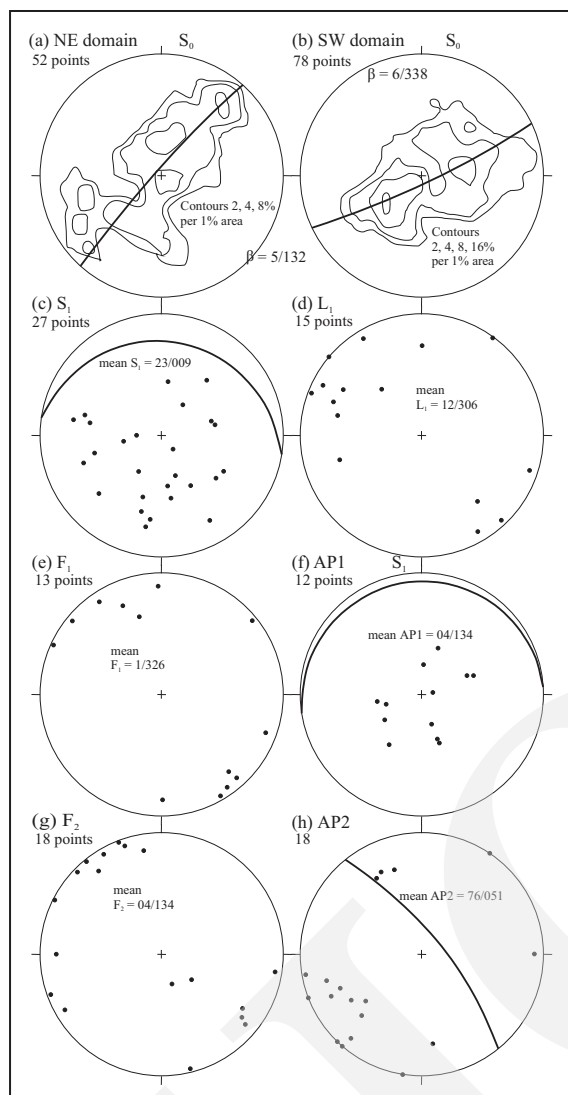 (a) NE domain S₀
52 points
Contours 2, 4, 8%
per 1% area
β = 5/132
(b) SW domain S₀
78 points
β = 6/338
Contours
2, 4, 8, 16%
per 1% area
(c) S₁
27 points
mean S₁ = 23/009
(d) L₁
15 points
mean
L₁ = 12/306
(e) F₁
13 points
mean
F₁ = 1/326
(f) AP1 S₁
12 points
mean AP1 = 04/134
(g) F₂
18 points
mean
F₂ = 04/134
(h) AP2
18
mean AP2 = 76/051